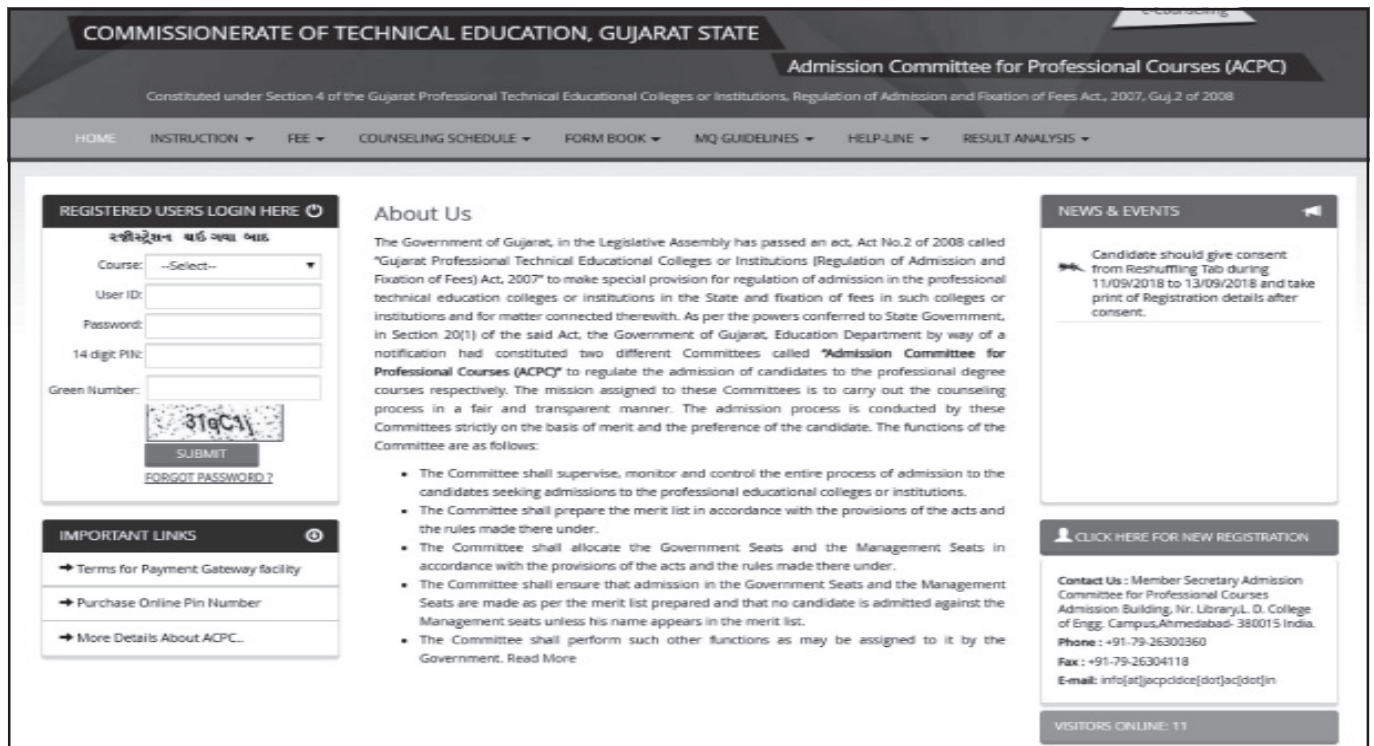 e-Counseling
COMMISSIONERATE OF TECHNICAL EDUCATION, GUJARAT STATE
Admission Committee for Professional Courses (ACPC)
Constituted under Section 4 of the Gujarat Professional Technical Educational Colleges or Institutions, Regulation of Admission and Fixation of Fees Act., 2007, Guj.2 of 2008
HOME INSTRUCTION FEE COUNSELING SCHEDULE FORM BOOK MQ GUIDELINES HELP-LINE RESULT ANALYSIS
REGISTERED USERS LOGIN HERE
રજીસ્ટ્રેશન થઈ ગયા બાદ
Course: --Select--
User ID:
Password:
14 digit PIN:
Green Number:
SUBMIT
FORGOT PASSWORD ?
IMPORTANT LINKS
Terms for Payment Gateway facility
Purchase Online Pin Number
More Details About ACPC..
About Us
The Government of Gujarat, in the Legislative Assembly has passed an act, Act No.2 of 2008 called
"Gujarat Professional Technical Educational Colleges or Institutions (Regulation of Admission and
Fixation of Fees) Act, 2007" to make special provision for regulation of admission in the professional
technical education colleges or institutions in the State and fixation of fees in such colleges or
institutions and for matter connected therewith. As per the powers conferred to State Government,
in Section 20(1) of the said Act, the Government of Gujarat, Education Department by way of a
notification had constituted two different Committees called "Admission Committee for
Professional Courses (ACPC)" to regulate the admission of candidates to the professional degree
courses respectively. The mission assigned to these Committees is to carry out the counseling
process in a fair and transparent manner. The admission process is conducted by these
Committees strictly on the basis of merit and the preference of the candidate. The functions of the
Committee are as follows:
• The Committee shall supervise, monitor and control the entire process of admission to the
candidates seeking admissions to the professional educational colleges or institutions.
• The Committee shall prepare the merit list in accordance with the provisions of the acts and
the rules made there under.
• The Committee shall allocate the Government Seats and the Management Seats in
accordance with the provisions of the acts and the rules made there under.
• The Committee shall ensure that admission in the Government Seats and the Management
Seats are made as per the merit list prepared and that no candidate is admitted against the
Management seats unless his name appears in the merit list.
• The Committee shall perform such other functions as may be assigned to it by the
Government. Read More
NEWS & EVENTS
Candidate should give consent
from Reshuffling Tab during
11/09/2018 to 13/09/2018 and take
print of Registration details after
consent.
CLICK HERE FOR NEW REGISTRATION
Contact Us : Member Secretary Admission
Committee for Professional Courses
Admission Building, Nr. Library,L. D. College
of Engg. Campus,Ahmedabad- 380015 India.
Phone : +91-79-26300360
Fax : +91-79-26304118
E-mail: info[at]jacpcldce[dot]ac[dot]in
VISITORS ONLINE: 11